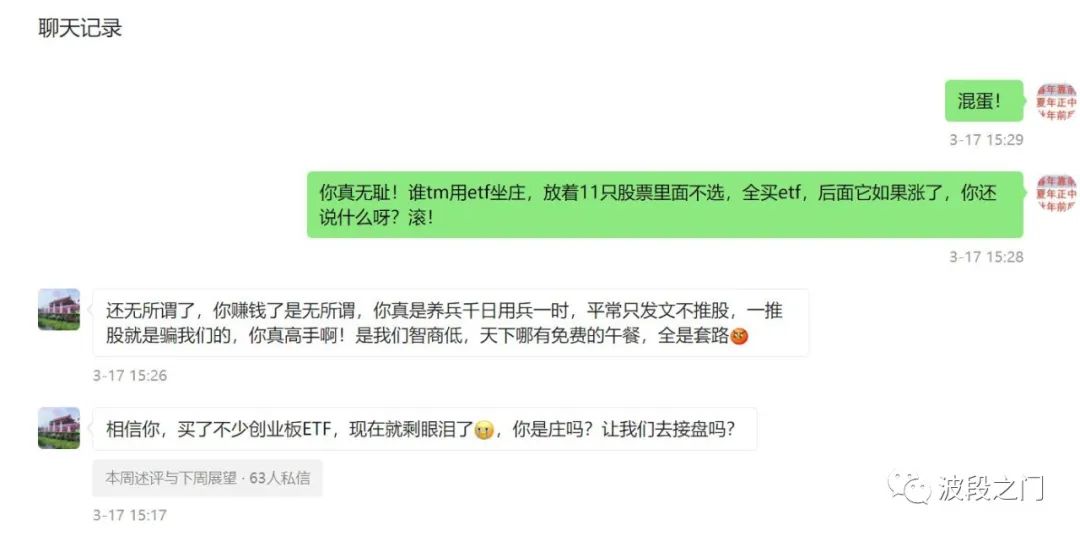 聊天记录
混蛋！
3-17 15:29
你真无耻！谁tm用etf坐庄，放着11只股票里面不选，全买etf，后面它如果涨了，你还
说什么呀？滚！
3-17 15:28
还无所谓了，你赚钱了是无所谓，你真是养兵千日用兵一时，平常只发文不推股，一推
股就是骗我们的，你真高手啊！是我们智商低，天下哪有免费的午餐，全是套路
3-17 15:26
相信你，买了不少创业板ETF，现在就剩眼泪了，你是庄吗？让我们去接盘吗？
本周述评与下周展望 · 63人私信
3-17 15:17
波段之门